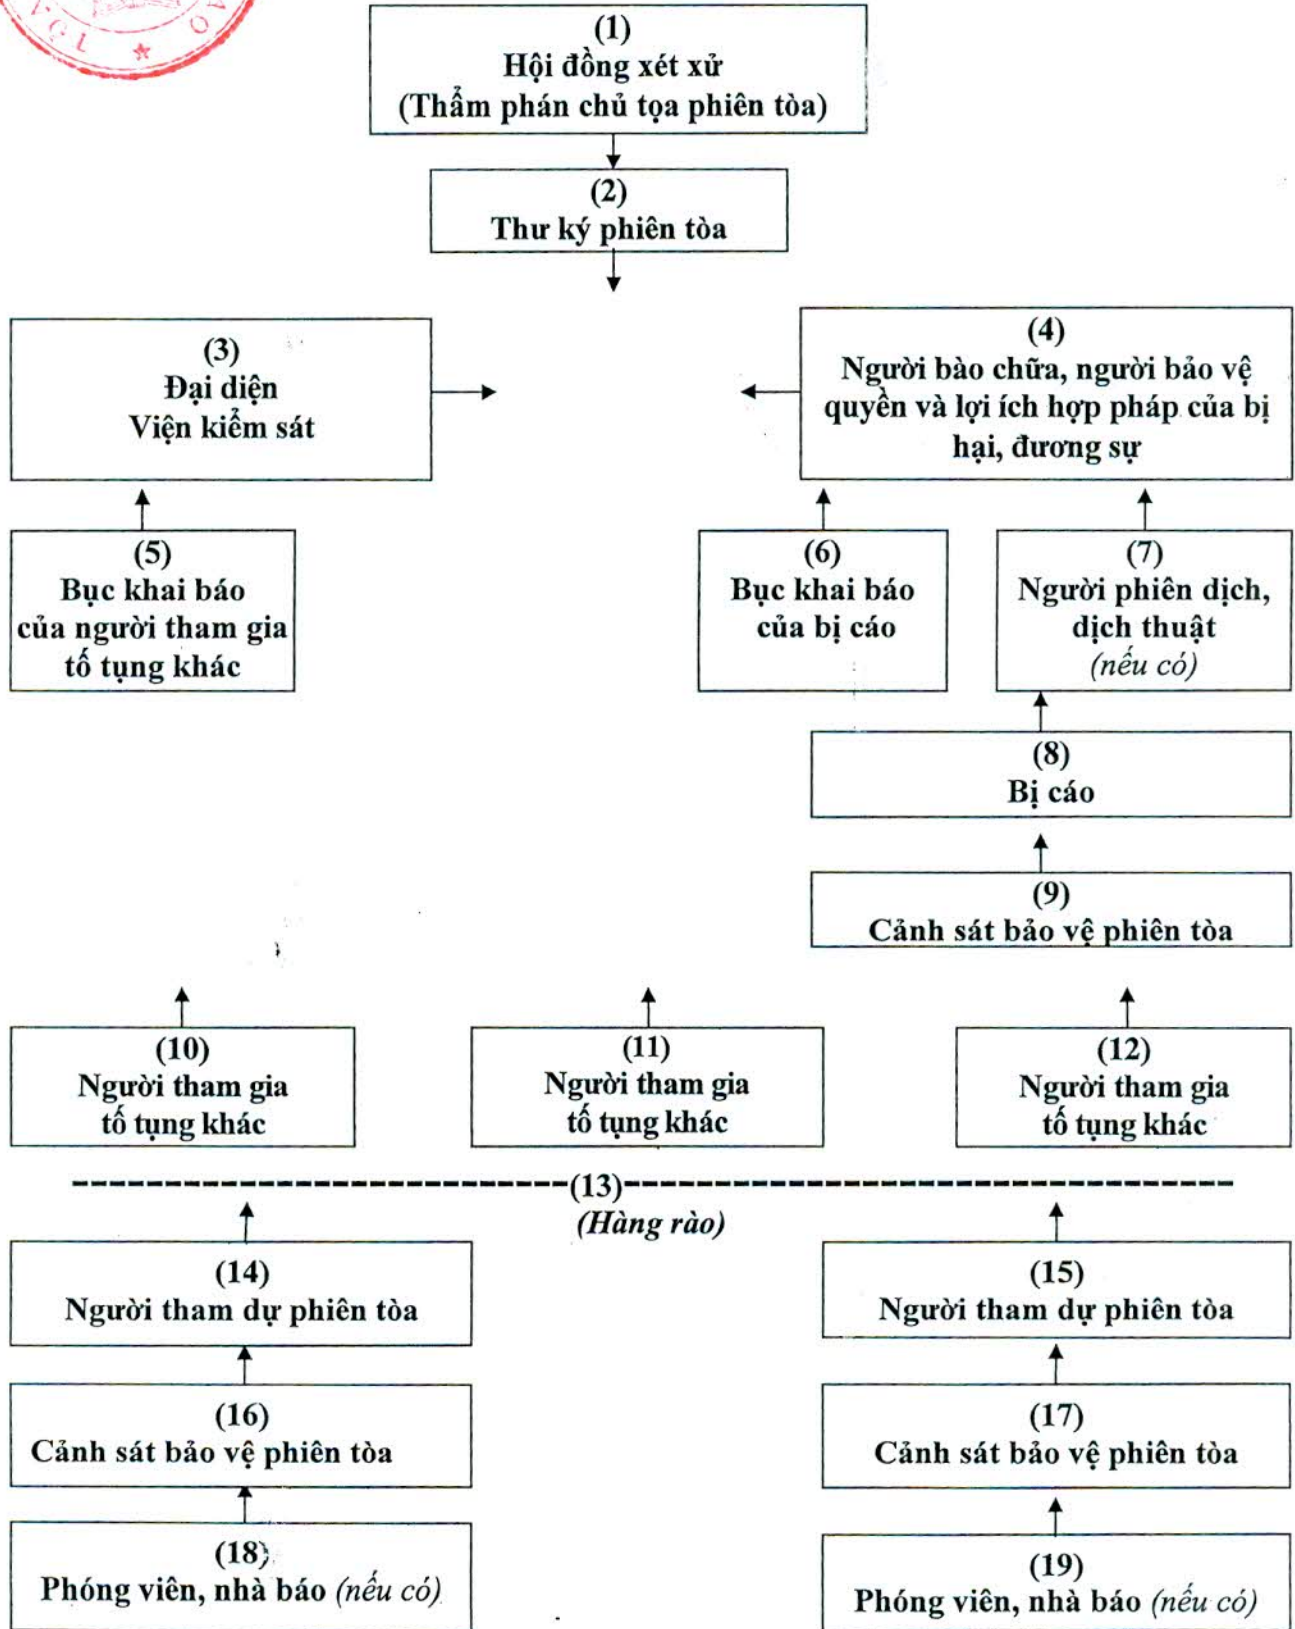 (1)
Hội đồng xét xử
(Thẩm phán chủ tọa phiên tòa)
(2)
Thư ký phiên tòa
(3)
Đại diện
Viện kiểm sát
(4)
Người bào chữa, người bảo vệ
quyền và lợi ích hợp pháp của bị
hại, đương sự
(5)
Bục khai báo
của người tham gia
tố tụng khác
(6)
Bục khai báo
của bị cáo
(7)
Người phiên dịch,
dịch thuật
(nếu có)
(8)
Bị cáo
(9)
Cảnh sát bảo vệ phiên tòa
(10)
Người tham gia
tố tụng khác
(11)
Người tham gia
tố tụng khác
(12)
Người tham gia
tố tụng khác
(13)
(Hàng rào)
(14)
Người tham dự phiên tòa
(15)
Người tham dự phiên tòa
(16)
Cảnh sát bảo vệ phiên tòa
(17)
Cảnh sát bảo vệ phiên tòa
(18)
Phóng viên, nhà báo (nếu có)
(19)
Phóng viên, nhà báo (nếu có)